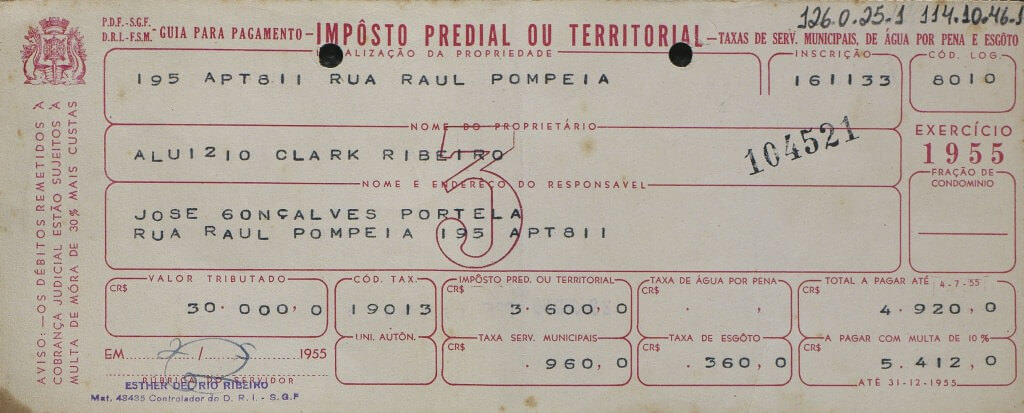 126.0.25.1 114.10.46.1
P.D.F.-S.G.F.
D.R.I.-F.S.M.
GUIA PARA PAGAMENTO—IMPÔSTO PREDIAL OU TERRITORIAL—TAXAS DE SERV. MUNICIPAIS, DE ÁGUA POR PENA E ESGÔTO
ALIZAÇÃO DA PROPRIEDADE
195 APT811 RUA RAUL POMPEIA
INSCRIÇÃO
161133
CÓD. LOG.
8010
NOME DO PROPRIETÁRIO
ALUIZIO CLARK RIBEIRO
104521
EXERCÍCIO
1955
NOME E ENDEREÇO DO RESPONSAVEL
JOSE GONÇALVES PORTELA
RUA RAUL POMPEIA 195 APT811
3
FRAÇÃO DE
CONDOMINIO
VALOR TRIBUTADO
CR$
30.000,0
CÓD. TAX.
19013
IMPÔSTO PRED. OU TERRITORIAL
CR$
3.600,0
TAXA DE ÁGUA POR PENA
CR$
. ,
TOTAL A PAGAR ATÉ 4-7-55
CR$
4.920,0
UNI. AUTÔN.
TAXA SERV. MUNICIPAIS
CR$
.960,0
TAXA DE ESGÔTO
CR$
.360,0
A PAGAR COM MULTA DE 10%
CR$
5.412,0
ATÉ 31-12-1955
EM / 1955
RUBRICA DO SERVIDOR
ESTHER DEL RIO RIBEIRO
Mat. 43435 Controlador do D. R. I. - S.G.F
AVISO:—OS DÉBITOS REMETIDOS À
COBRANÇA JUDICIAL ESTÃO SUJEITOS À
MULTA DE MÓRA DE 30% MAIS CUSTAS